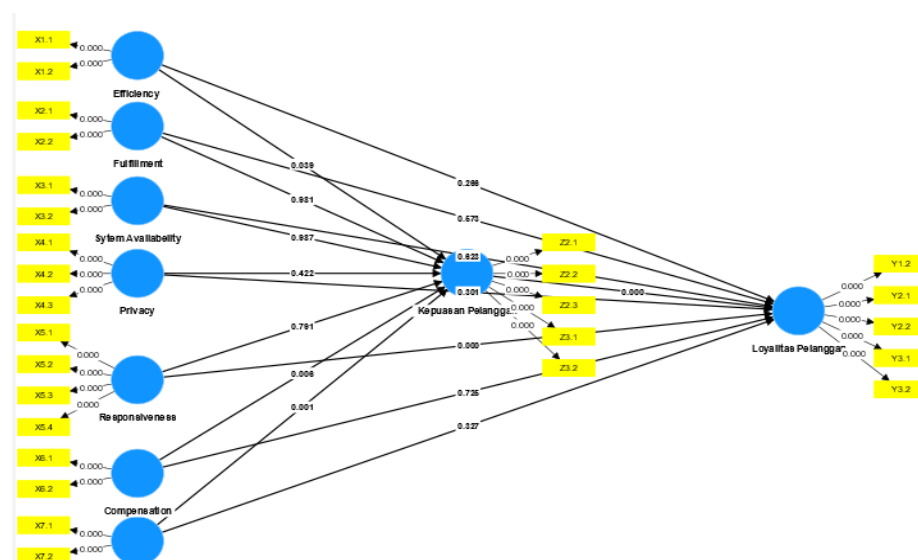 X1.1
0.000
X1.2
0.000
Efficiency
X2.1
0.000
X2.2
0.000
Fulfillment
X3.1
0.000
X3.2
0.000
Sytem Availability
X4.1
0.000
X4.2
0.000
X4.3
0.000
Privacy
X5.1
0.000
X5.2
0.000
X5.3
0.000
X5.4
0.000
Responsiveness
X6.1
0.000
X6.2
0.000
Compensation
X7.1
0.000
X7.2
0.000
0.039
0.931
0.937
0.422
0.791
0.006
0.001
0.266
0.573
0.623
0.301
0.000
0.000
0.725
0.327
Kepuasan Pelangga...
Z2.1
0.000
Z2.2
0.000
Z2.3
0.000
Z3.1
0.000
Z3.2
0.000
Loyalitas Pelanggan
Y1.2
0.000
Y2.1
0.000
Y2.2
0.000
Y3.1
0.000
Y3.2
0.000